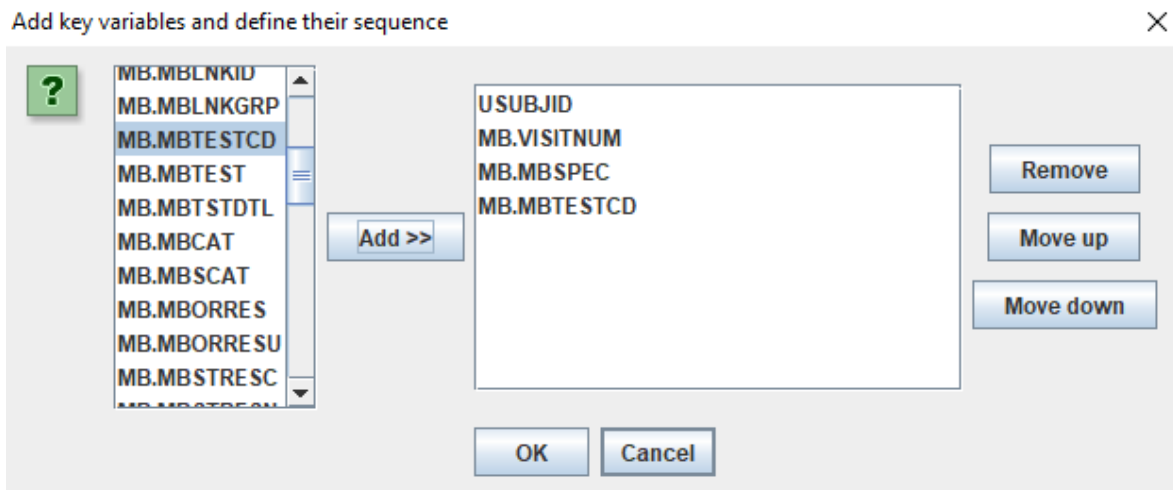 Add key variables and define their sequence
?
MB.MBLNKID
MB.MBLNKGRP
MB.MBTESTCD
MB.MBTEST
MB.MBTSTDTL
MB.MBCAT
MB.MBSCAT
MB.MBORRES
MB.MBORRESU
MB.MBSTRESC
Add >>
USUBJID
MB.VISITNUM
MB.MBSPEC
MB.MBTESTCD
Remove
Move up
Move down
OK
Cancel